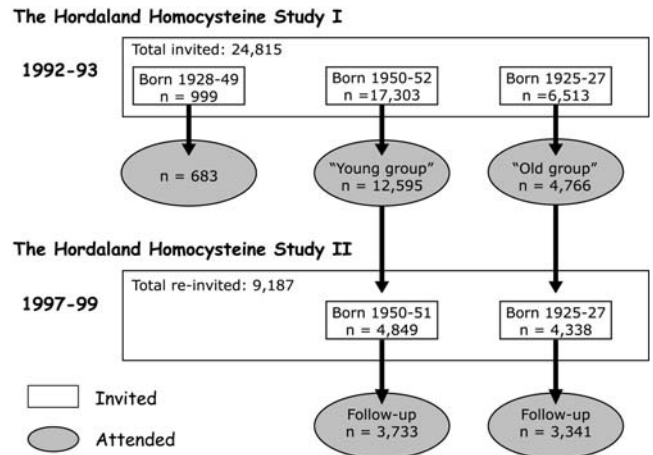 The Hordaland Homocysteine Study I
1992-93
Total invited: 24,815
Born 1928-49
n = 999
Born 1950-52
n =17,303
Born 1925-27
n =6,513
n = 683
"Young group"
n = 12,595
"Old group"
n = 4,766
The Hordaland Homocysteine Study II
1997-99
Total re-invited: 9,187
Born 1950-51
n = 4,849
Born 1925-27
n = 4,338
Invited
Attended
Follow-up
n = 3,733
Follow-up
n = 3,341